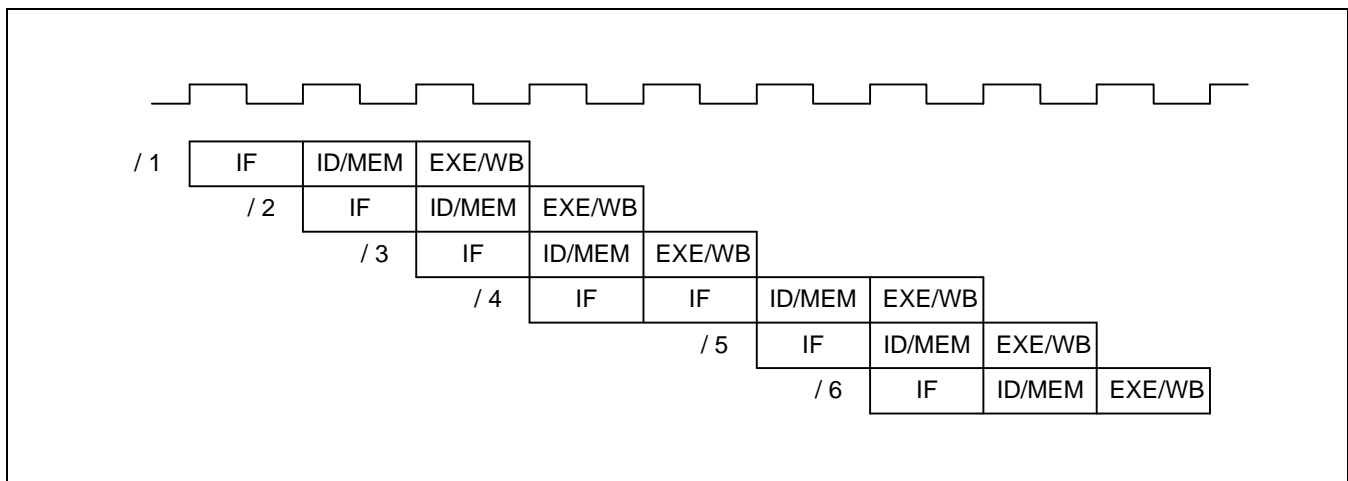 / 1 IF ID/MEM EXE/WB
/ 2 IF ID/MEM EXE/WB
/ 3 IF ID/MEM EXE/WB
/ 4 IF IF ID/MEM EXE/WB
/ 5 IF ID/MEM EXE/WB
/ 6 IF ID/MEM EXE/WB